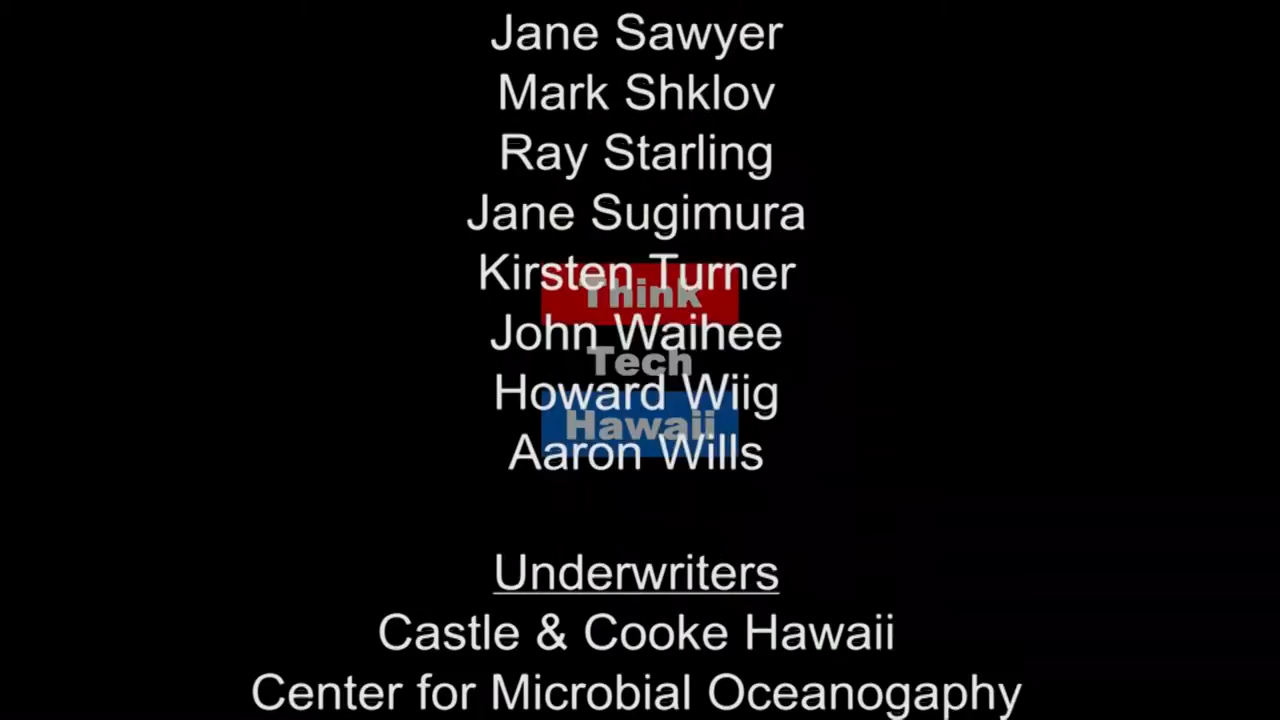 Jane Sawyer
Mark Shklov
Ray Starling
Jane Sugimura
Kirsten Turner
Think
John Waihee
Tech
Howard Wiig
Hawaii
Aaron Wills
Underwriters
Castle & Cooke Hawaii
Center for Microbial Oceanogaphy